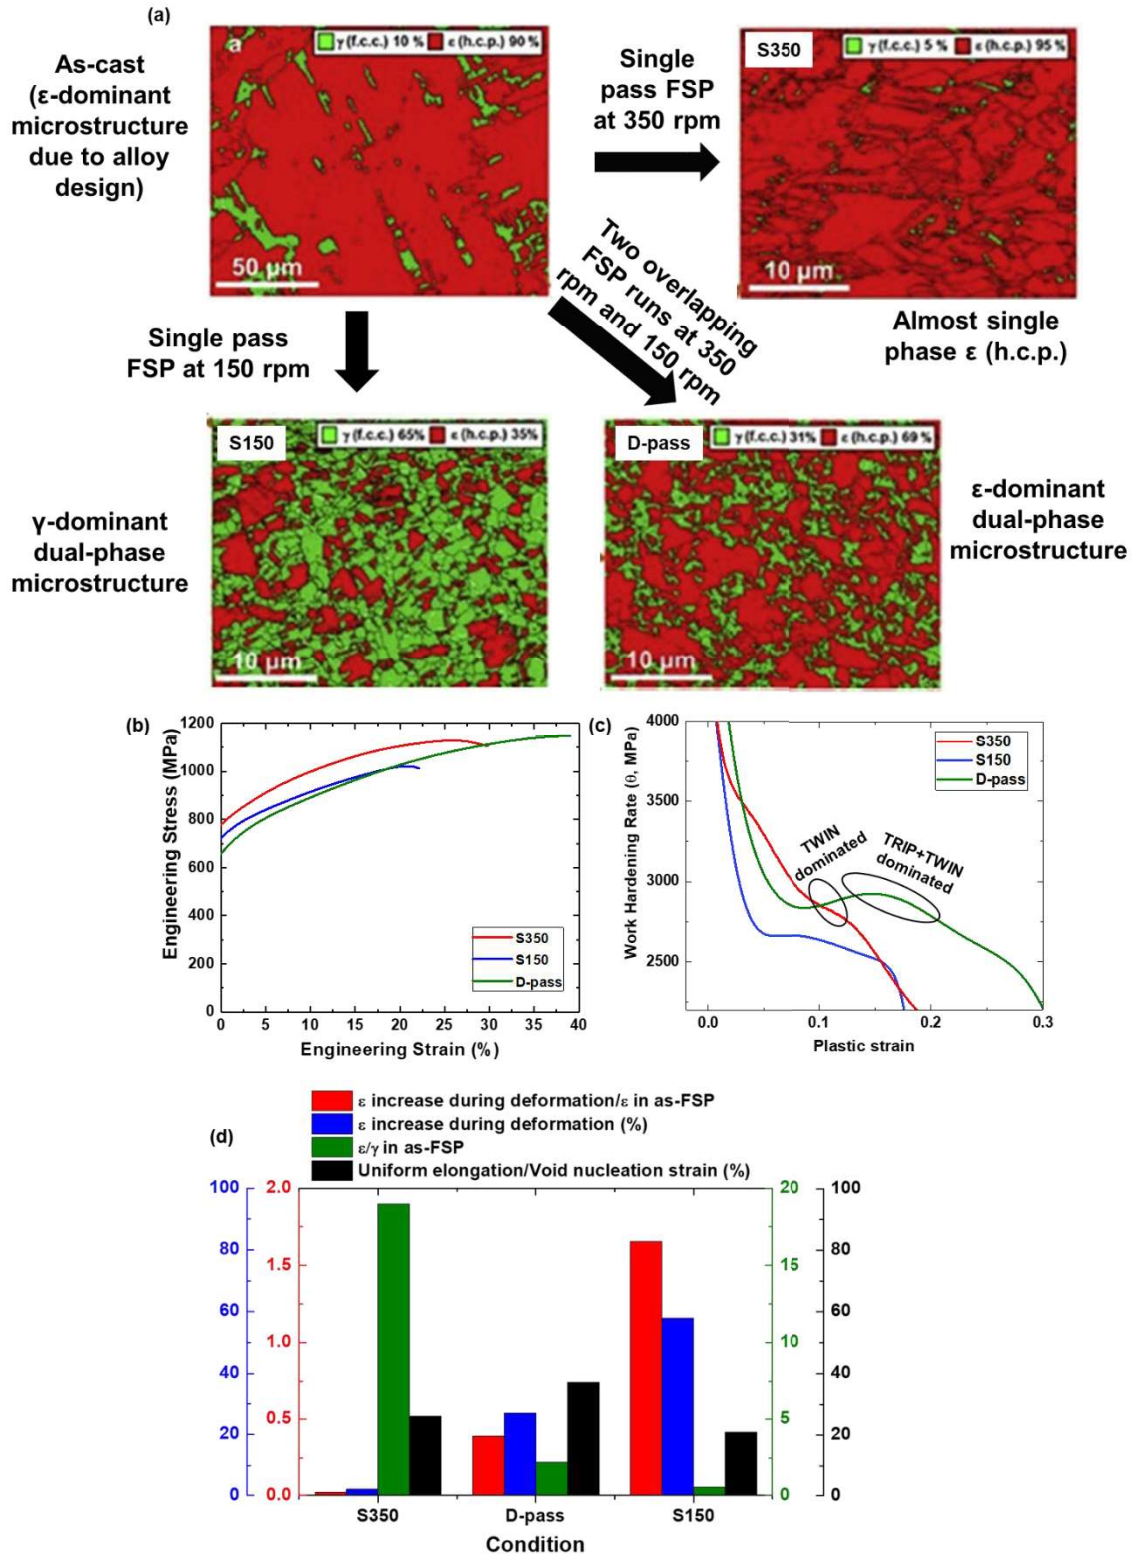 (a)
a
γ (f.c.c.) 10 % ε (h.c.p.) 90 %
As-cast
(ε-dominant
microstructure
due to alloy
design)
50 µm
Single
pass FSP
at 350 rpm
S350
γ (f.c.c.) 5 % ε (h.c.p.) 95 %
10 µm
Almost single
phase ε (h.c.p.)
Two overlapping
FSP runs at 350
rpm and 150 rpm
Single pass
FSP at 150 rpm
S150
γ (f.c.c.) 65% ε (h.c.p.) 35%
10 µm
γ-dominant
dual-phase
microstructure
D-pass
γ (f.c.c.) 31% ε (h.c.p.) 69 %
10 µm
ε-dominant
dual-phase
microstructure
(b)
Engineering Stress (MPa)
1200
1000
800
600
400
200
0
0 5 10 15 20 25 30 35 40
Engineering Strain (%)
S350
S150
D-pass
(c)
Work Hardening Rate (θ, MPa)
4000
3500
3000
2500
0.0 0.1 0.2 0.3
Plastic strain
S350
S150
D-pass
TWIN
dominated
TRIP+TWIN
dominated
(d)
ε increase during deformation/ε in as-FSP
ε increase during deformation (%)
ε/γ in as-FSP
Uniform elongation/Void nucleation strain (%)
100 2.0 20 100
80 1.5 15 80
60 1.0 10 60
40 0.5 5 40
20 0.0 0 20
0 0
S350 D-pass S150
Condition